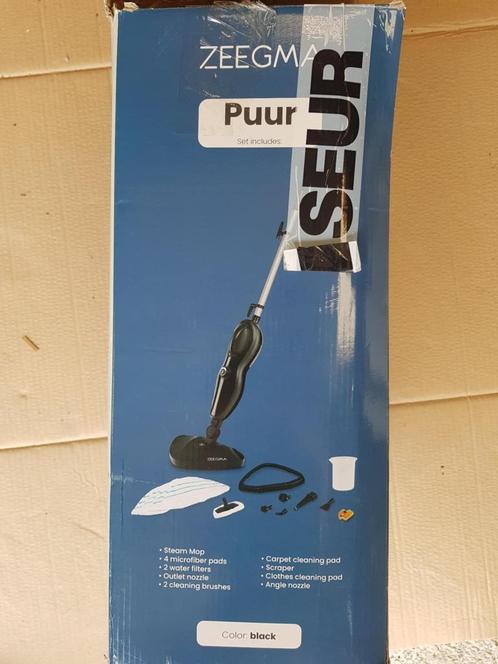 ZEEGMA
Puur
Set includes:
SEUR
ZEEGMA
• Steam Mop
• 4 microfiber pads
• 2 water filters
• Outlet nozzle
• 2 cleaning brushes
• Carpet cleaning pad
• Scraper
• Clothes cleaning pad
• Angle nozzle
Color: black